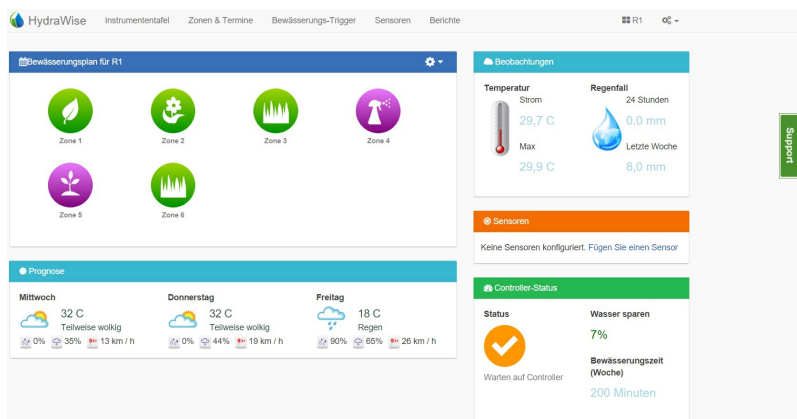 HydraWise Instrumententafel Zonen & Termine Bewässerungs-Trigger Sensoren Berichte R1
Bewässerungsplan für R1
Zone 1 Zone 2 Zone 3 Zone 4
Zone 5 Zone 6
Prognose
Mittwoch Donnerstag Freitag
32 C 32 C 18 C
Teilweise wolkig Teilweise wolkig Regen
0% 35% 13 km / h 0% 44% 19 km / h 90% 65% 26 km / h
Beobachtungen
Temperatur Regenfall
Strom 24 Stunden
29,7 C 0.0 mm
Max Letzte Woche
29,9 C 8,0 mm
Sensoren
Keine Sensoren konfiguriert. Fügen Sie einen Sensor
Controller-Status
Status Wasser sparen
7%
Bewässerungszeit
(Woche)
Warten auf Controller
200 Minuten
Support